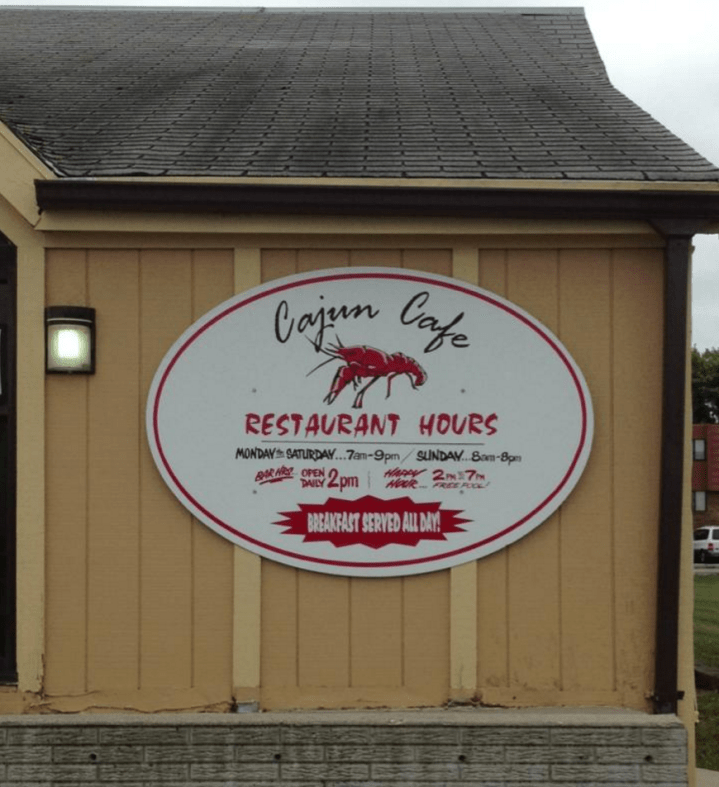 Cajun Cafe
RESTAURANT HOURS
MONDAY thru SATURDAY...7am-9pm / SUNDAY...8am-8pm
BAR HRS... OPEN DAILY 2pm | HAPPY HOUR... 2PM TO 7PM FREE POOL!
BREAKFAST SERVED ALL DAY!